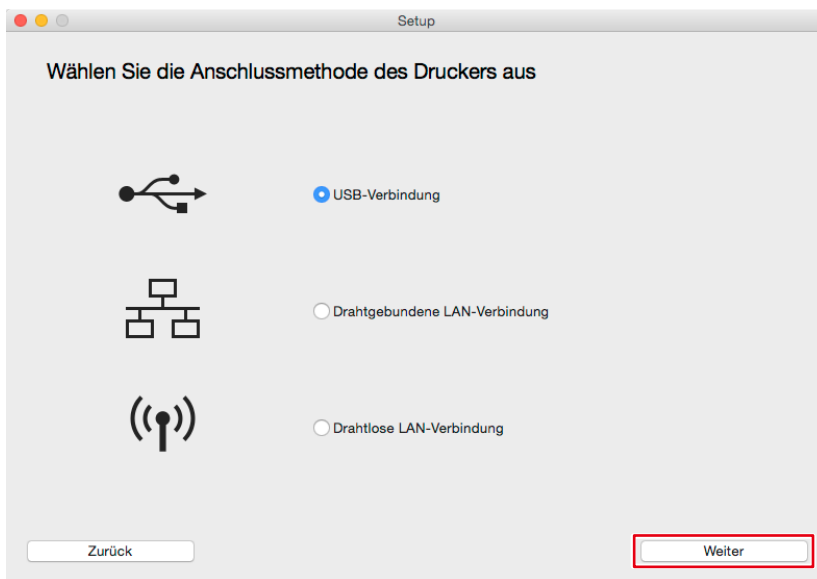 Setup
Wählen Sie die Anschlussmethode des Druckers aus
USB-Verbindung
Drahtgebundene LAN-Verbindung
Drahtlose LAN-Verbindung
Zurück
Weiter